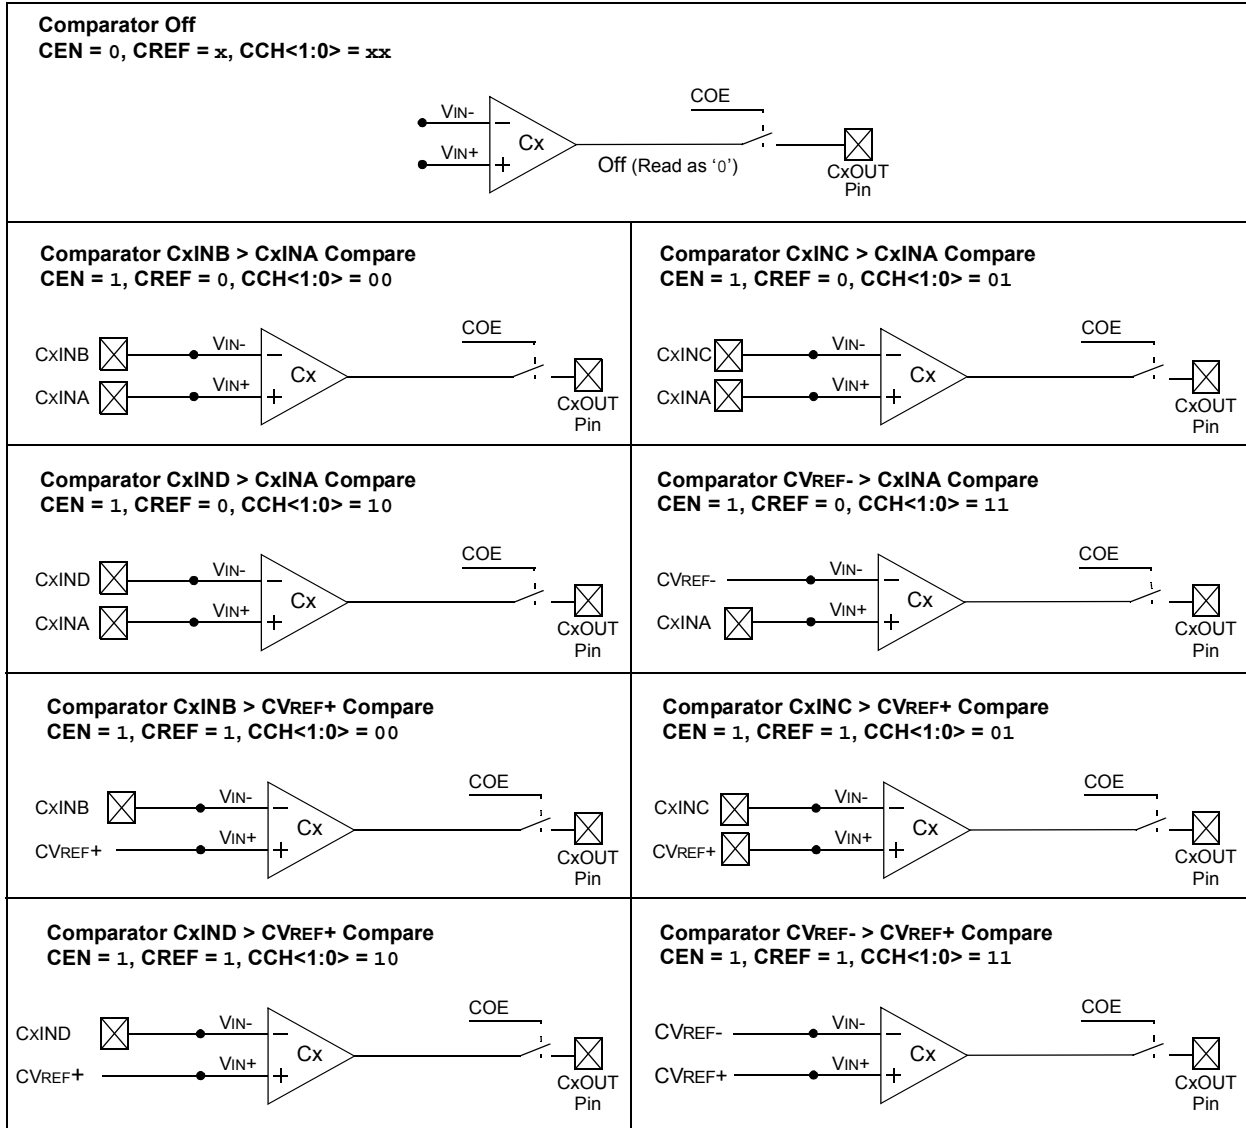 Comparator Off
CEN = 0, CREF = x, CCH<1:0> = xx
COE
VIN-
VIN+
–
+
Cx
Off (Read as ‘0’)
CxOUT
Pin
Comparator CxINB > CxINA Compare
CEN = 1, CREF = 0, CCH<1:0> = 00
COE
CxINB
VIN-
–
Cx
CxINA
VIN+
+
CxOUT
Pin
Comparator CxINC > CxINA Compare
CEN = 1, CREF = 0, CCH<1:0> = 01
COE
CxINC
VIN-
–
Cx
CxINA
VIN+
+
CxOUT
Pin
Comparator CxIND > CxINA Compare
CEN = 1, CREF = 0, CCH<1:0> = 10
COE
CxIND
VIN-
–
Cx
CxINA
VIN+
+
CxOUT
Pin
Comparator CVREF- > CxINA Compare
CEN = 1, CREF = 0, CCH<1:0> = 11
COE
CVREF-
VIN-
–
Cx
CxINA
VIN+
+
CxOUT
Pin
Comparator CxINB > CVREF+ Compare
CEN = 1, CREF = 1, CCH<1:0> = 00
COE
CxINB
VIN-
–
Cx
CVREF+
VIN+
+
CxOUT
Pin
Comparator CxINC > CVREF+ Compare
CEN = 1, CREF = 1, CCH<1:0> = 01
COE
CxINC
VIN-
–
Cx
CVREF+
VIN+
+
CxOUT
Pin
Comparator CxIND > CVREF+ Compare
CEN = 1, CREF = 1, CCH<1:0> = 10
COE
CxIND
VIN-
–
Cx
CVREF+
VIN+
+
CxOUT
Pin
Comparator CVREF- > CVREF+ Compare
CEN = 1, CREF = 1, CCH<1:0> = 11
COE
CVREF-
VIN-
–
Cx
CVREF+
VIN+
+
CxOUT
Pin